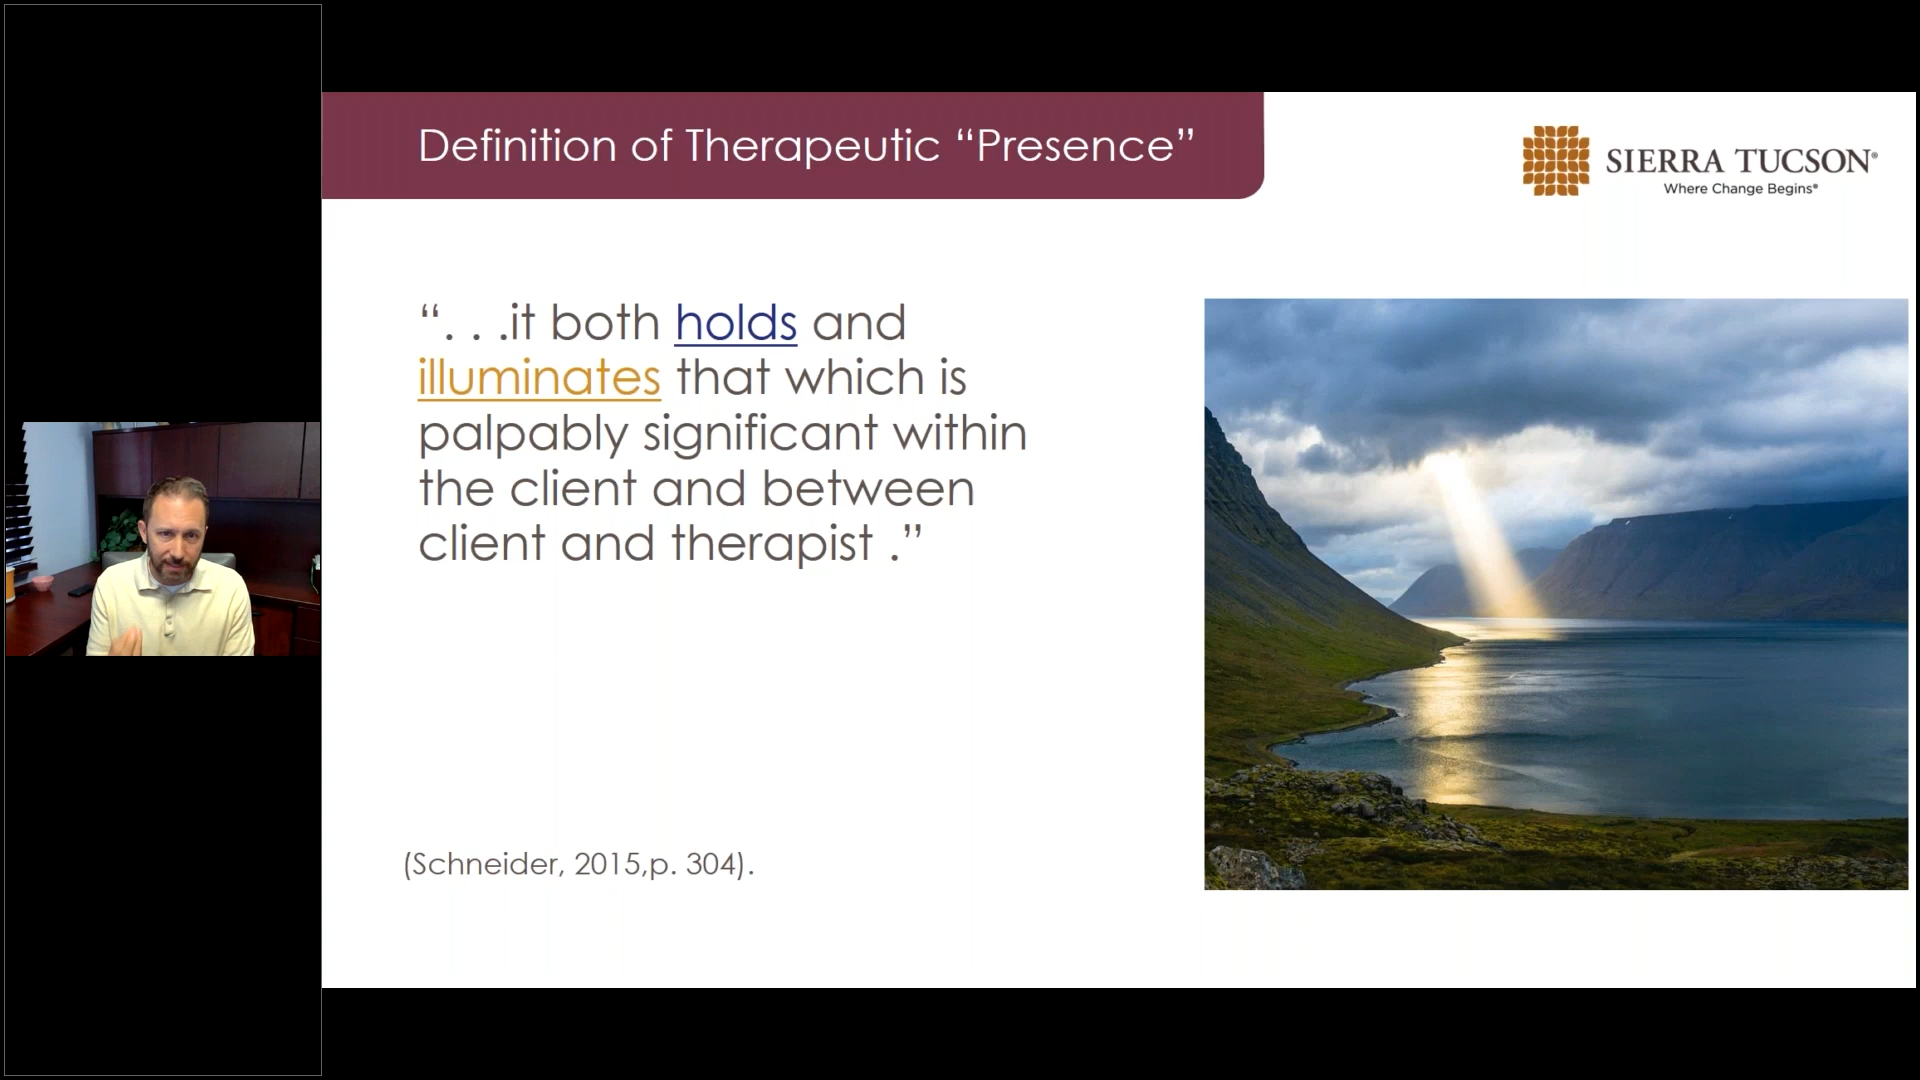 Definition of Therapeutic “Presence”
SIERRA TUCSON®
Where Change Begins®
“. . .it both holds and
illuminates that which is
palpably significant within
the client and between
client and therapist .”
(Schneider, 2015,p. 304).